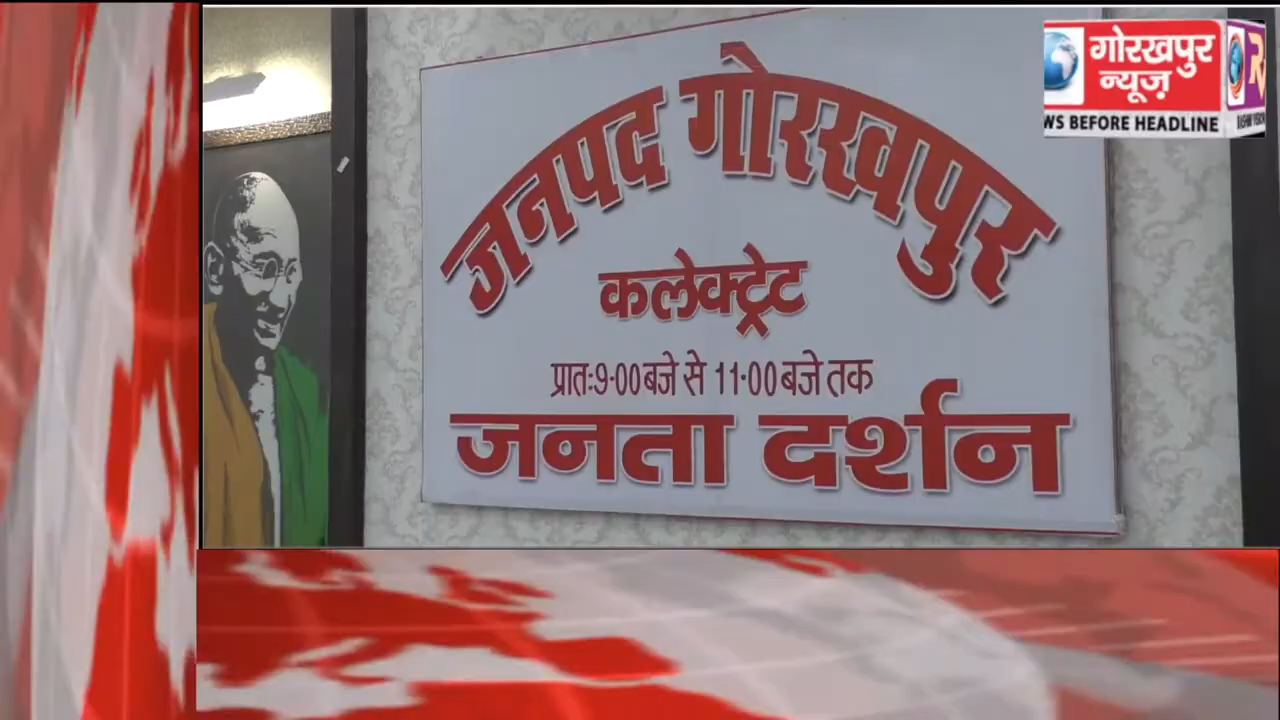 जनपद गोरखपुर
कलेक्ट्रेट
प्रातः9-00बजे से 11-00बजे तक
जनता दर्शन
गोरखपुर
न्यूज़
WS BEFORE HEADLINE